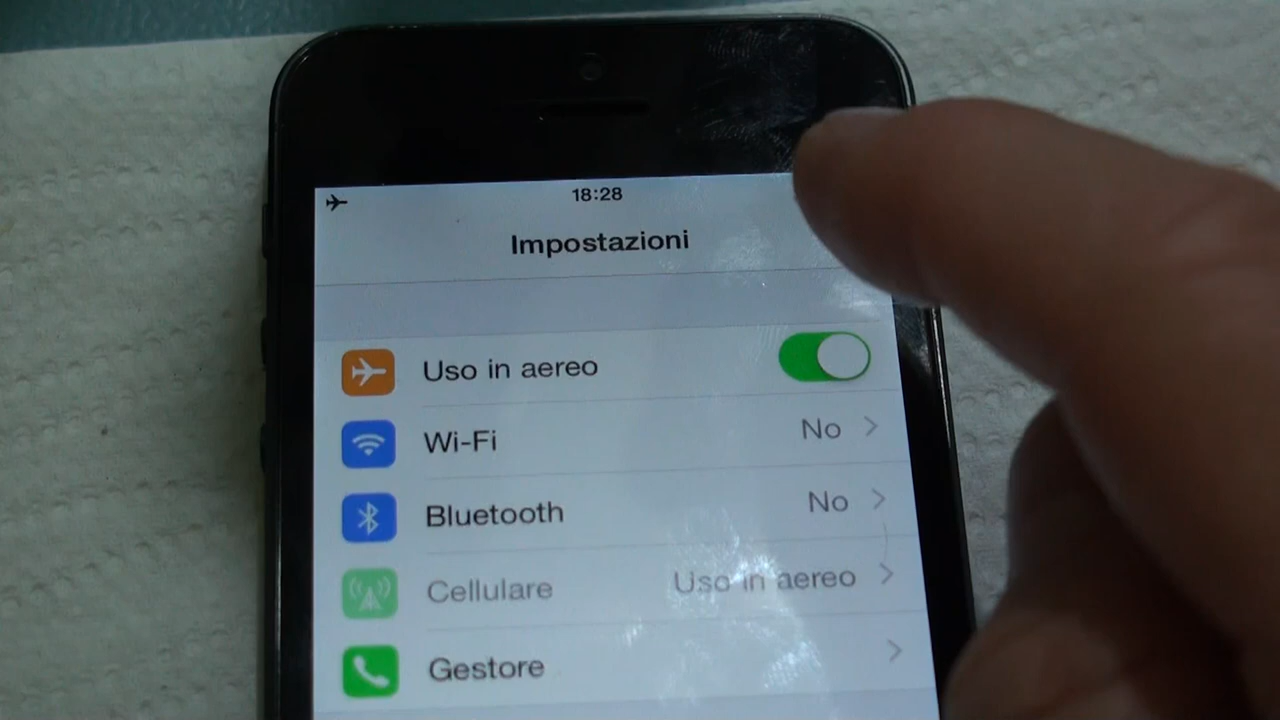 18:28
Impostazioni
Uso in aereo
Wi-Fi No
Bluetooth No
Cellulare Uso in aereo
Gestore